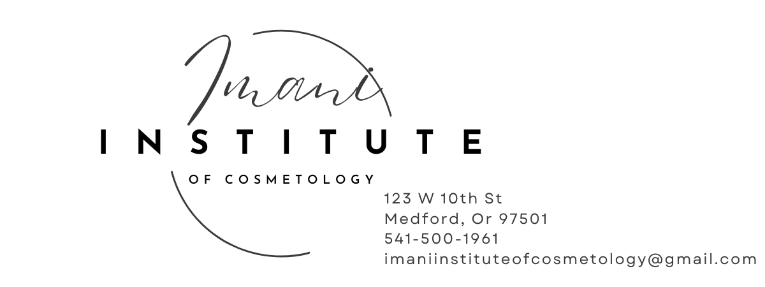 Imani
INSTITUTE
OF COSMETOLOGY
123 W 10th St
Medford, Or 97501
541-500-1961
imaniinstituteofcosmetology@gmail.com